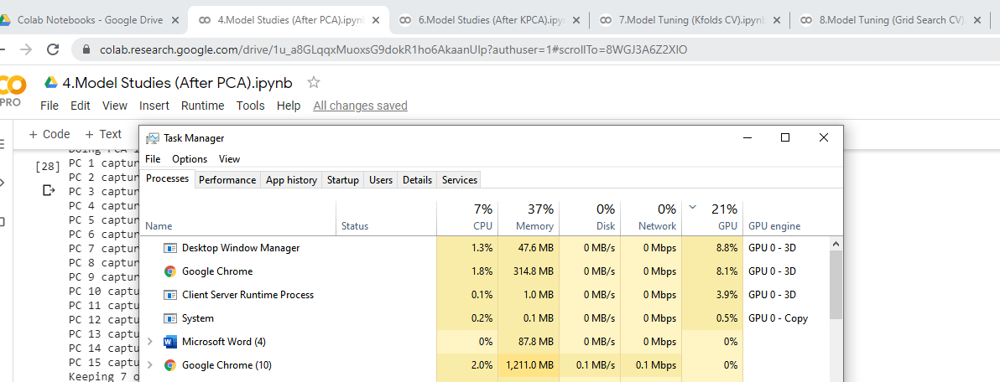 Colab Notebooks - Google Drive
4.Model Studies (After PCA).ipynb
6.Model Studies (After KPCA).ipyn
7.Model Tuning (Kfolds CV).ipynb
8.Model Tuning (Grid Search CV)
colab.research.google.com/drive/1u_a8GLqqxMuoxsG9dokR1ho6AkaanUIp?authuser=1#scrollTo=8WGJ3A6Z2XIO
CO
PRO
4.Model Studies (After PCA).ipynb
File Edit View Insert Runtime Tools Help All changes saved
+ Code + Text
[28]
PC 1 captur
PC 2 captur
PC 3 captur
PC 4 captur
PC 5 captur
PC 6 captur
PC 7 captur
PC 8 captur
PC 9 captur
PC 10 captu
PC 11 captu
PC 12 captu
PC 13 captu
PC 14 captu
PC 15 captu
Keeping 7
Task Manager
File Options View
Processes Performance App history Startup Users Details Services
7% 37% 0% 0% 21%
Name Status CPU Memory Disk Network GPU GPU engine
Desktop Window Manager 1.3% 47.6 MB 0 MB/s 0 Mbps 8.8% GPU 0 - 3D
Google Chrome 1.8% 314.8 MB 0 MB/s 0 Mbps 8.1% GPU 0 - 3D
Client Server Runtime Process 0.1% 1.0 MB 0 MB/s 0 Mbps 3.9% GPU 0 - 3D
System 0.2% 0.1 MB 0 MB/s 0 Mbps 0.5% GPU 0 - Copy
Microsoft Word (4) 0% 87.8 MB 0 MB/s 0 Mbps 0%
Google Chrome (10) 2.0% 1,211.0 MB 0.1 MB/s 0.1 Mbps 0%